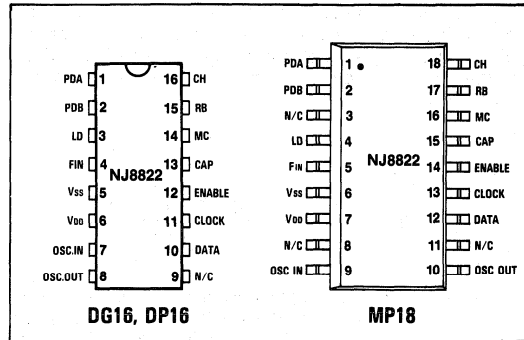 PDA 1 16 CH
PDB 2 15 RB
LD 3 14 MC
FIN 4 13 CAP
NJ8822
VSS 5 12 ENABLE
VDD 6 11 CLOCK
OSC.IN 7 10 DATA
OSC.OUT 8 9 N/C
DG16, DP16
PDA 1 18 CH
PDB 2 17 RB
N/C 3 16 MC
LD 4 15 CAP
NJ8822
FIN 5 14 ENABLE
VSS 6 13 CLOCK
VDD 7 12 DATA
N/C 8 11 N/C
OSC IN 9 10 OSC OUT
MP18